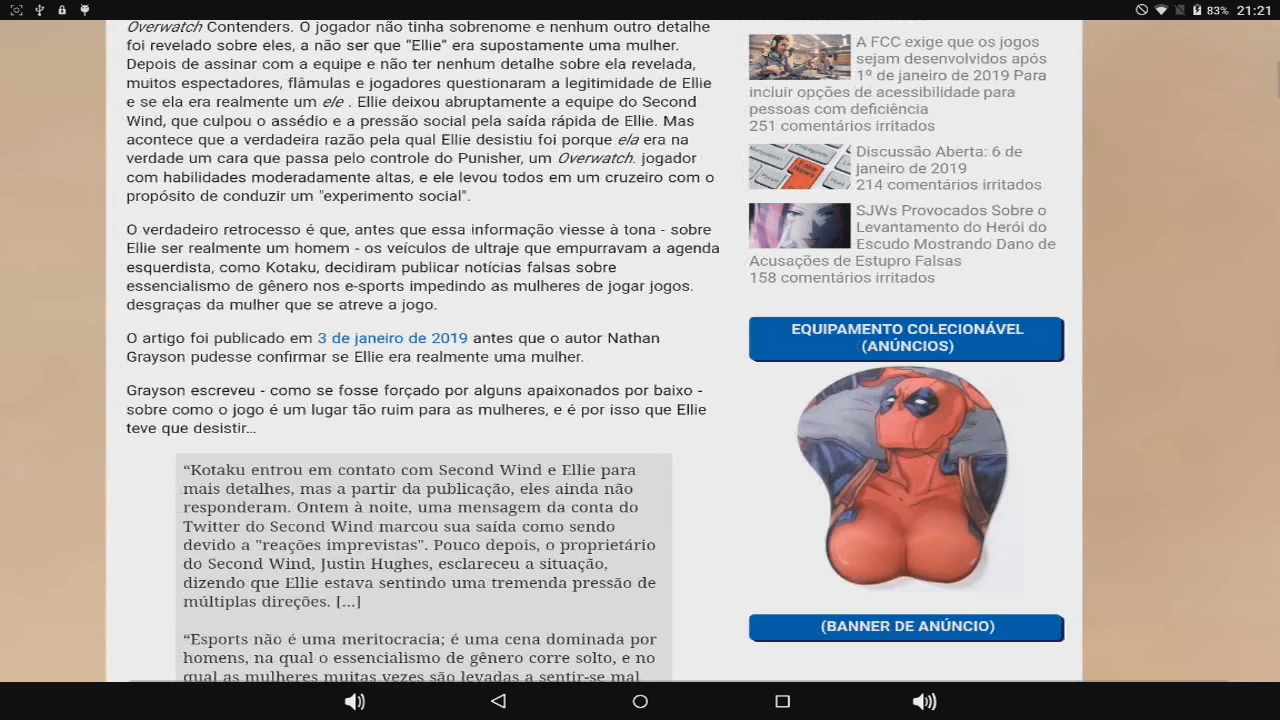 83% 21:21
Overwatch Contenders. O jogador não tinha sobrenome e nenhum outro detalhe
foi revelado sobre eles, a não ser que "Ellie" era supostamente uma mulher.
Depois de assinar com a equipe e não ter nenhum detalhe sobre ela revelada,
muitos espectadores, flâmulas e jogadores questionaram a legitimidade de Ellie
e se ela era realmente um ele . Ellie deixou abruptamente a equipe do Second
Wind, que culpou o assédio e a pressão social pela saída rápida de Ellie. Mas
acontece que a verdadeira razão pela qual Ellie desistiu foi porque ela era na
verdade um cara que passa pelo controle do Punisher, um Overwatch. jogador
com habilidades moderadamente altas, e ele levou todos em um cruzeiro com o
propósito de conduzir um "experimento social".
O verdadeiro retrocesso é que, antes que essa informação viesse à tona - sobre
Ellie ser realmente um homem - os veículos de ultraje que empurravam a agenda
esquerdista, como Kotaku, decidiram publicar notícias falsas sobre
essencialismo de gênero nos e-sports impedindo as mulheres de jogar jogos.
desgraças da mulher que se atreve a jogo.
O artigo foi publicado em 3 de janeiro de 2019 antes que o autor Nathan
Grayson pudesse confirmar se Ellie era realmente uma mulher.
Grayson escreveu - como se fosse forçado por alguns apaixonados por baixo -
sobre como o jogo é um lugar tão ruim para as mulheres, e é por isso que Ellie
teve que desistir...
“Kotaku entrou em contato com Second Wind e Ellie para
mais detalhes, mas a partir da publicação, eles ainda não
responderam. Ontem à noite, uma mensagem da conta do
Twitter do Second Wind marcou sua saída como sendo
devido a "reações imprevistas". Pouco depois, o proprietário
do Second Wind, Justin Hughes, esclareceu a situação,
dizendo que Ellie estava sentindo uma tremenda pressão de
múltiplas direções. [...]
“Esports não é uma meritocracia; é uma cena dominada por
homens, na qual o essencialismo de gênero corre solto, e no
qual as mulheres muitas vezes são levadas a sentir-se mal
A FCC exige que os jogos
sejam desenvolvidos após
1º de janeiro de 2019 Para
incluir opções de acessibilidade para
pessoas com deficiência
251 comentários irritados
Discussão Aberta: 6 de
janeiro de 2019
214 comentários irritados
SJWs Provocados Sobre o
Levantamento do Herói do
Escudo Mostrando Dano de
Acusações de Estupro Falsas
158 comentários irritados
EQUIPAMENTO COLECIONÁVEL
(ANÚNCIOS)
(BANNER DE ANÚNCIO)